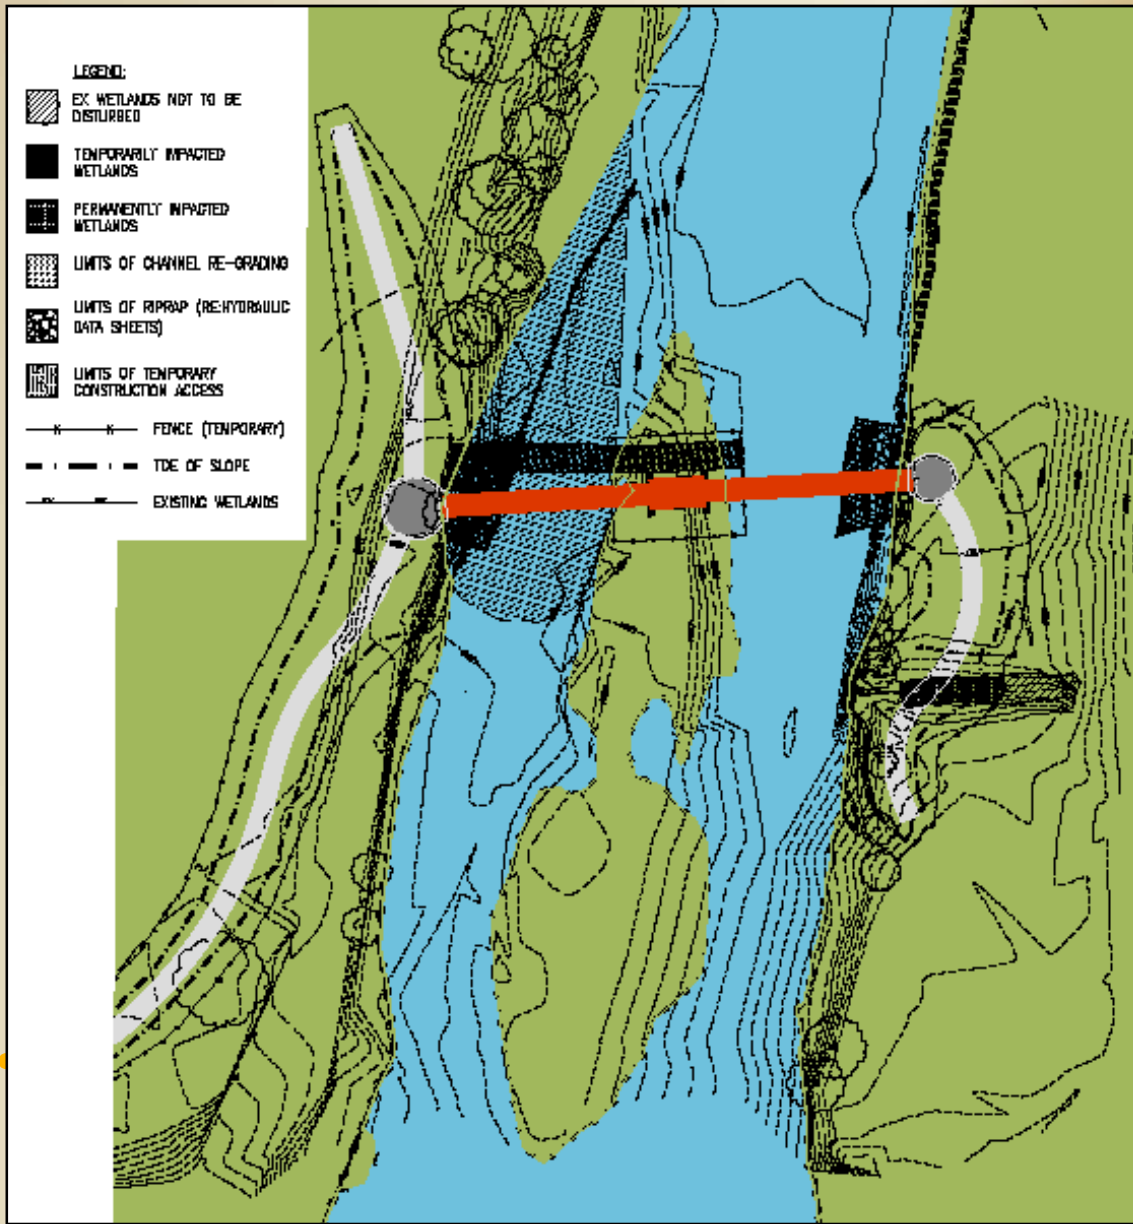 LEGEND:
EX WETLANDS NOT TO BE
DISTURBED
TEMPORARILY IMPACTED
WETLANDS
PERMANENTLY IMPACTED
WETLANDS
LIMITS OF CHANNEL RE-GRADING
LIMITS OF RIPRAP (RE:HYDRAULIC
DATA SHEETS)
LIMITS OF TEMPORARY
CONSTRUCTION ACCESS
FENCE (TEMPORARY)
TOE OF SLOPE
EXISTING WETLANDS